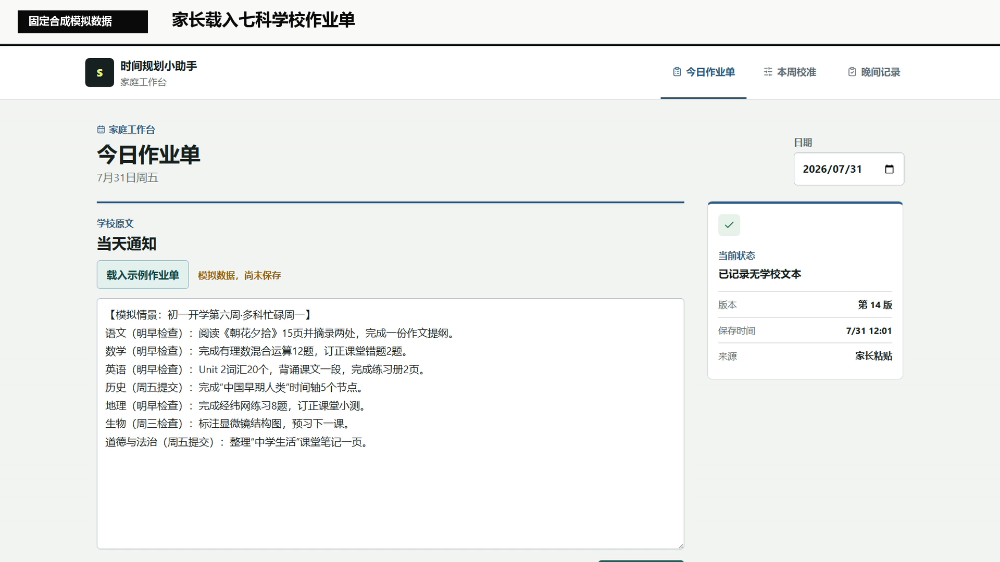 固定合成模拟数据
家长载入七科学校作业单
S
时间规划小助手
家庭工作台
今日作业单
本周校准
晚间记录
家庭工作台
今日作业单
7月31日周五
日期
2026/07/31
学校原文
当天通知
载入示例作业单
模拟数据，尚未保存
【模拟情景：初一开学第六周·多科忙碌周一】
语文（明早检查）：阅读《朝花夕拾》15页并摘录两处，完成一份作文提纲。
数学（明早检查）：完成有理数混合运算12题，订正课堂错题2题。
英语（明早检查）：Unit 2词汇20个，背诵课文一段，完成练习册2页。
历史（周五提交）：完成“中国早期人类”时间轴5个节点。
地理（明早检查）：完成经纬网练习8题，订正课堂小测。
生物（周三检查）：标注显微镜结构图，预习下一课。
道德与法治（周五提交）：整理“中学生活”课堂笔记一页。
当前状态
已记录无学校文本
版本 第 14 版
保存时间 7/31 12:01
来源 家长粘贴